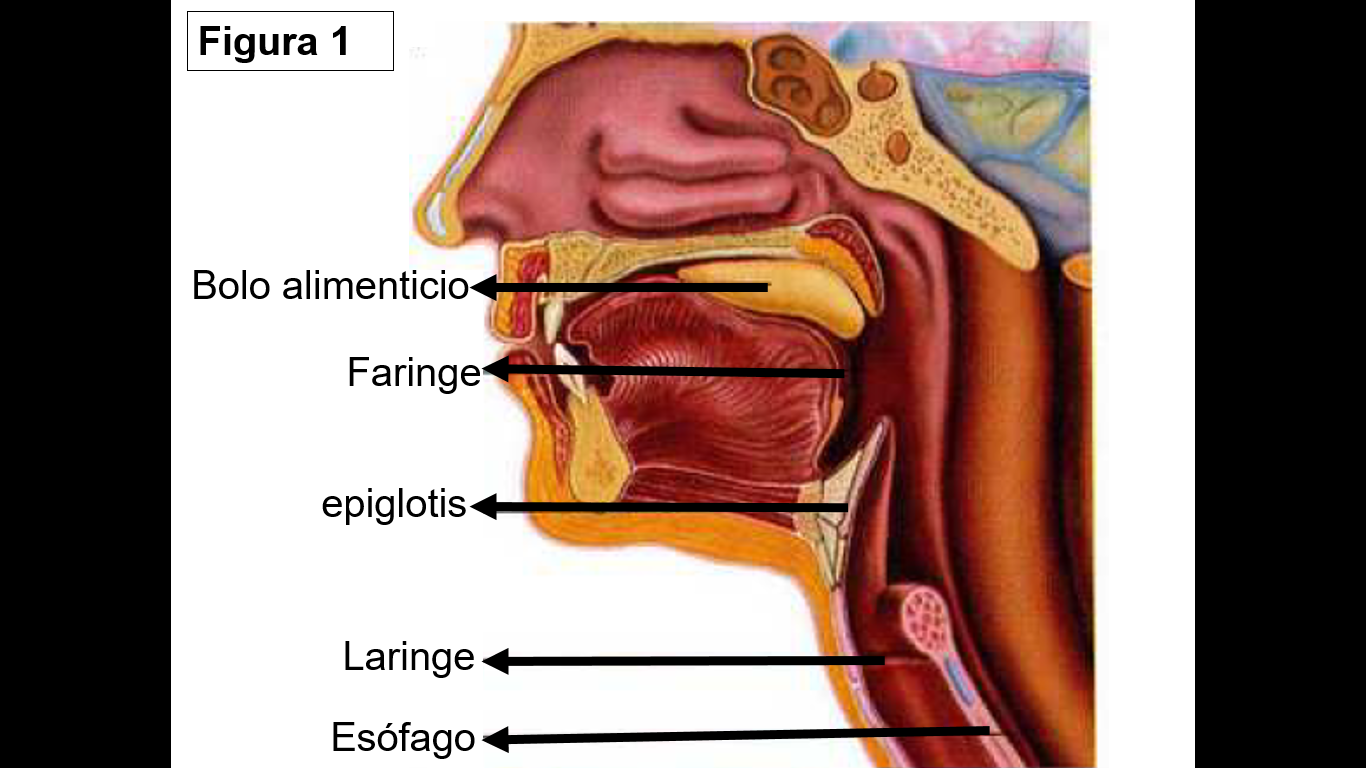 Figura 1
Bolo alimenticio
Faringe
epiglotis
Laringe
Esófago